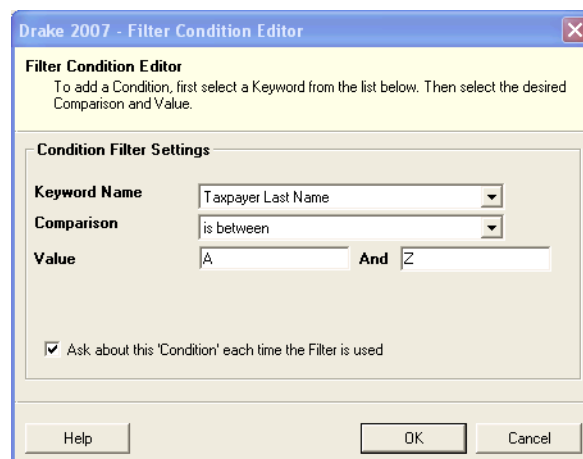 Drake 2007 - Filter Condition Editor
Filter Condition Editor
To add a Condition, first select a Keyword from the list below. Then select the desired
Comparison and Value.
Condition Filter Settings
Keyword Name Taxpayer Last Name
Comparison is between
Value A And Z
Ask about this 'Condition' each time the Filter is used
Help OK Cancel